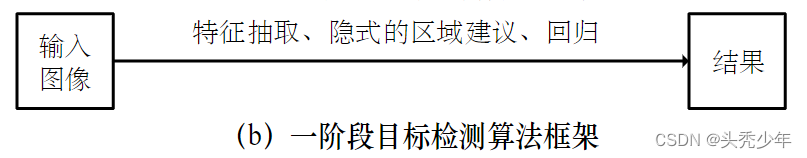 特征抽取、隐式的区域建议、回归
输入
图像
结果
（b）一阶段目标检测算法框架
CSDN @头秃少年